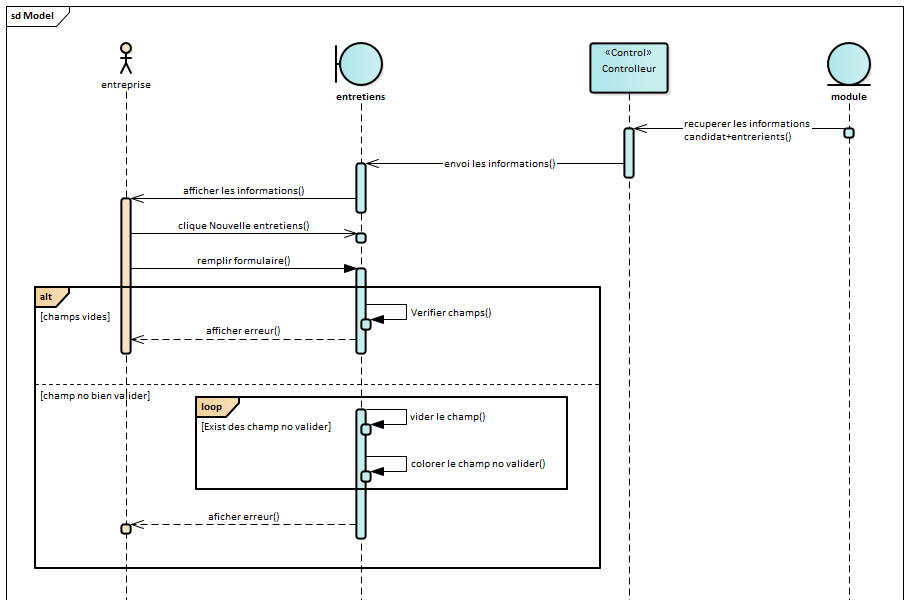 sd Model
«Control»
Controlleur
entreprise
entretiens
module
recuperer les informations
candidat+entrerients()
envoi les informations()
afficher les informations()
clique Nouvelle entretiens()
remplir formulaire()
alt
[champs vides]
Verifier champs()
afficher erreur()
[champ no bien valider]
loop
[Exist des champ no valider]
vider le champ()
colorer le champ no valider()
aficher erreur()